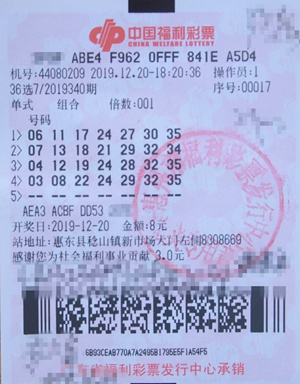 中国福利彩票
CHINA WELFARE LOTTERY
ABE4 F962 0FFF 841E A5D4
机号:44080209 2019.12.20-18:20:36 操作员:1
36选7/2019340期 序号:00017
单式 组合 倍数:001
1> 06 11 17 24 27 30 35
2> 07 13 18 21 29 32 34
3> 04 12 19 24 28 32 35
4> 03 08 22 24 29 32 35
5>
AEA3 ACBF DD53 金额:8元
开奖日:2019-12-20
站地址:惠东县稔山镇新市场大门左侧8308669
感谢您为社会福利事业贡献 3.0元
6B93CEAB770A7A2495B1795E5F1A54F5
广东省福利彩票发行中心承销